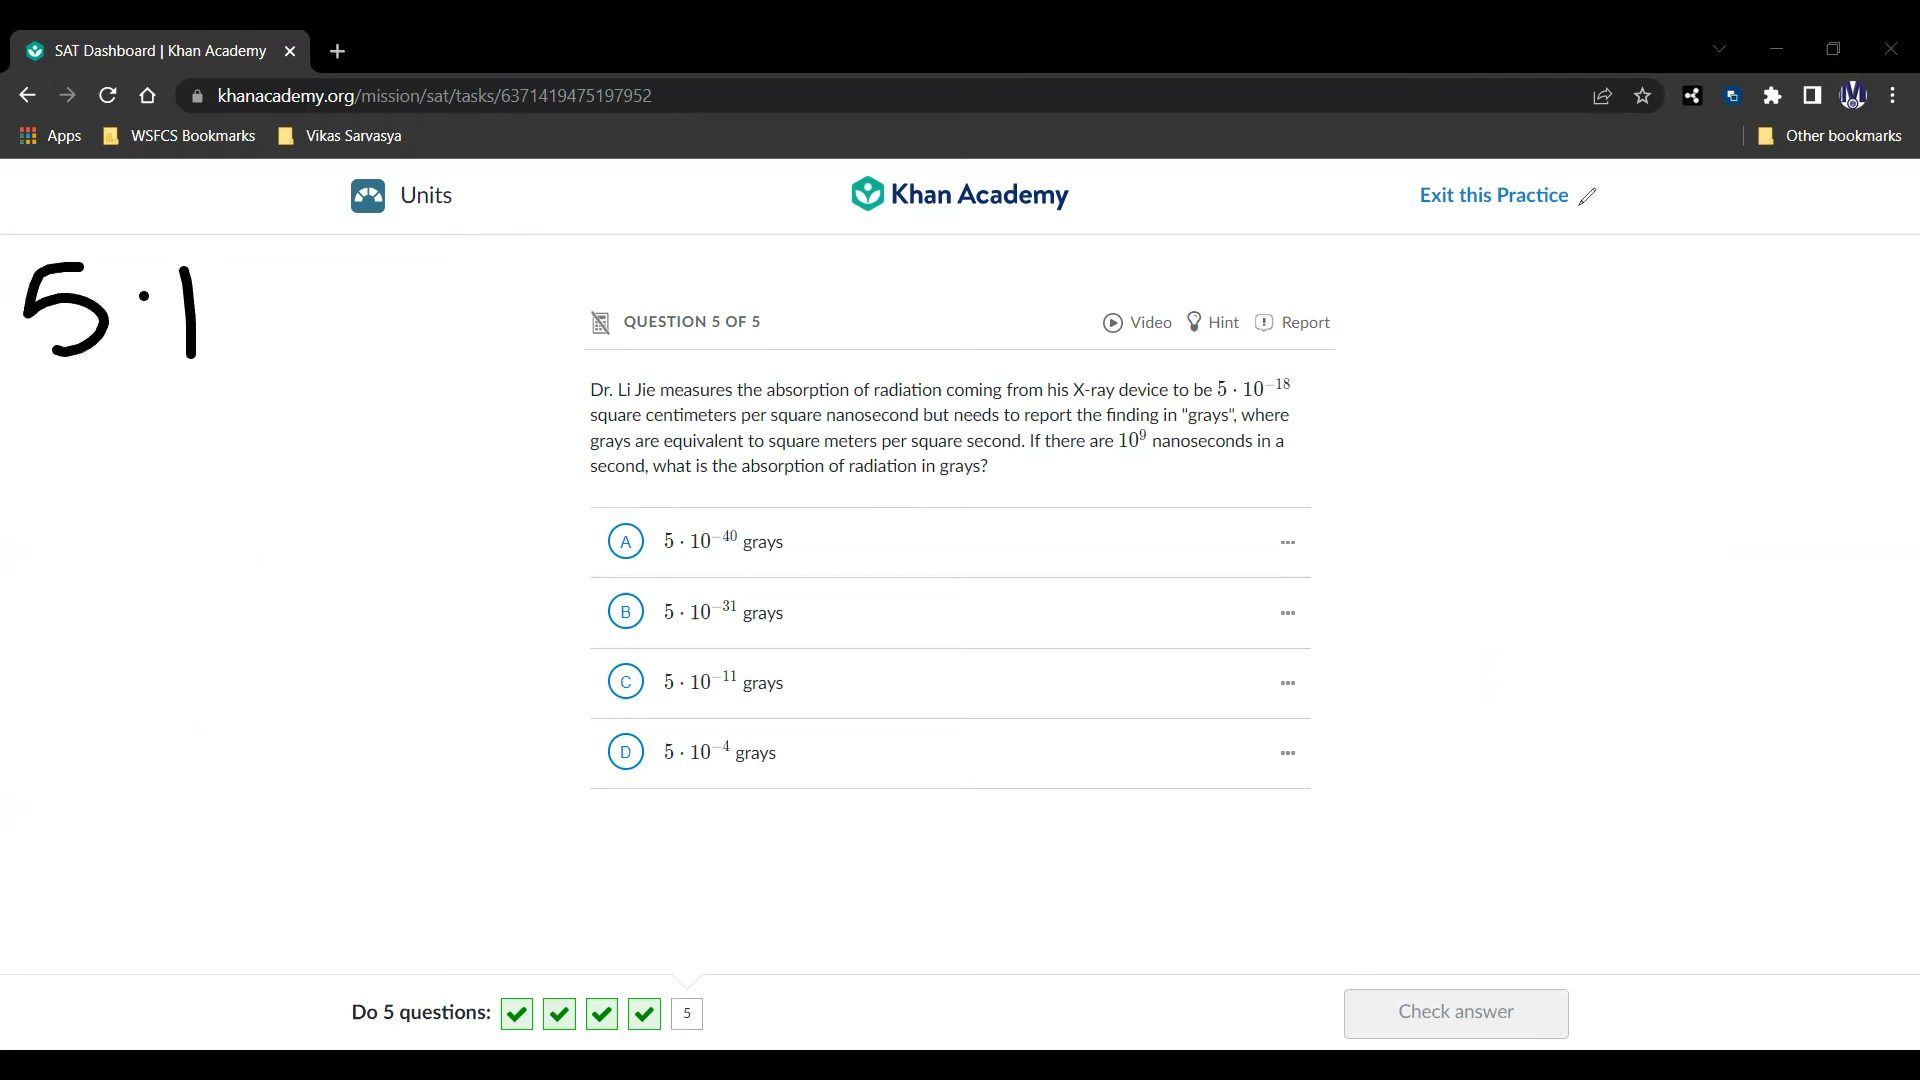 SAT Dashboard | Khan Academy
khanacademy.org/mission/sat/tasks/6371419475197952
Apps WSFCS Bookmarks Vikas Sarvasya Other bookmarks
Units Khan Academy Exit this Practice
5 · 1
QUESTION 5 OF 5 Video Hint Report
Dr. Li Jie measures the absorption of radiation coming from his X-ray device to be 5 · 10⁻¹⁸
square centimeters per square nanosecond but needs to report the finding in "grays", where
grays are equivalent to square meters per square second. If there are 10⁹ nanoseconds in a
second, what is the absorption of radiation in grays?
A 5 · 10⁻⁴⁰ grays
B 5 · 10⁻³¹ grays
C 5 · 10⁻¹¹ grays
D 5 · 10⁻⁴ grays
Do 5 questions: 5 Check answer